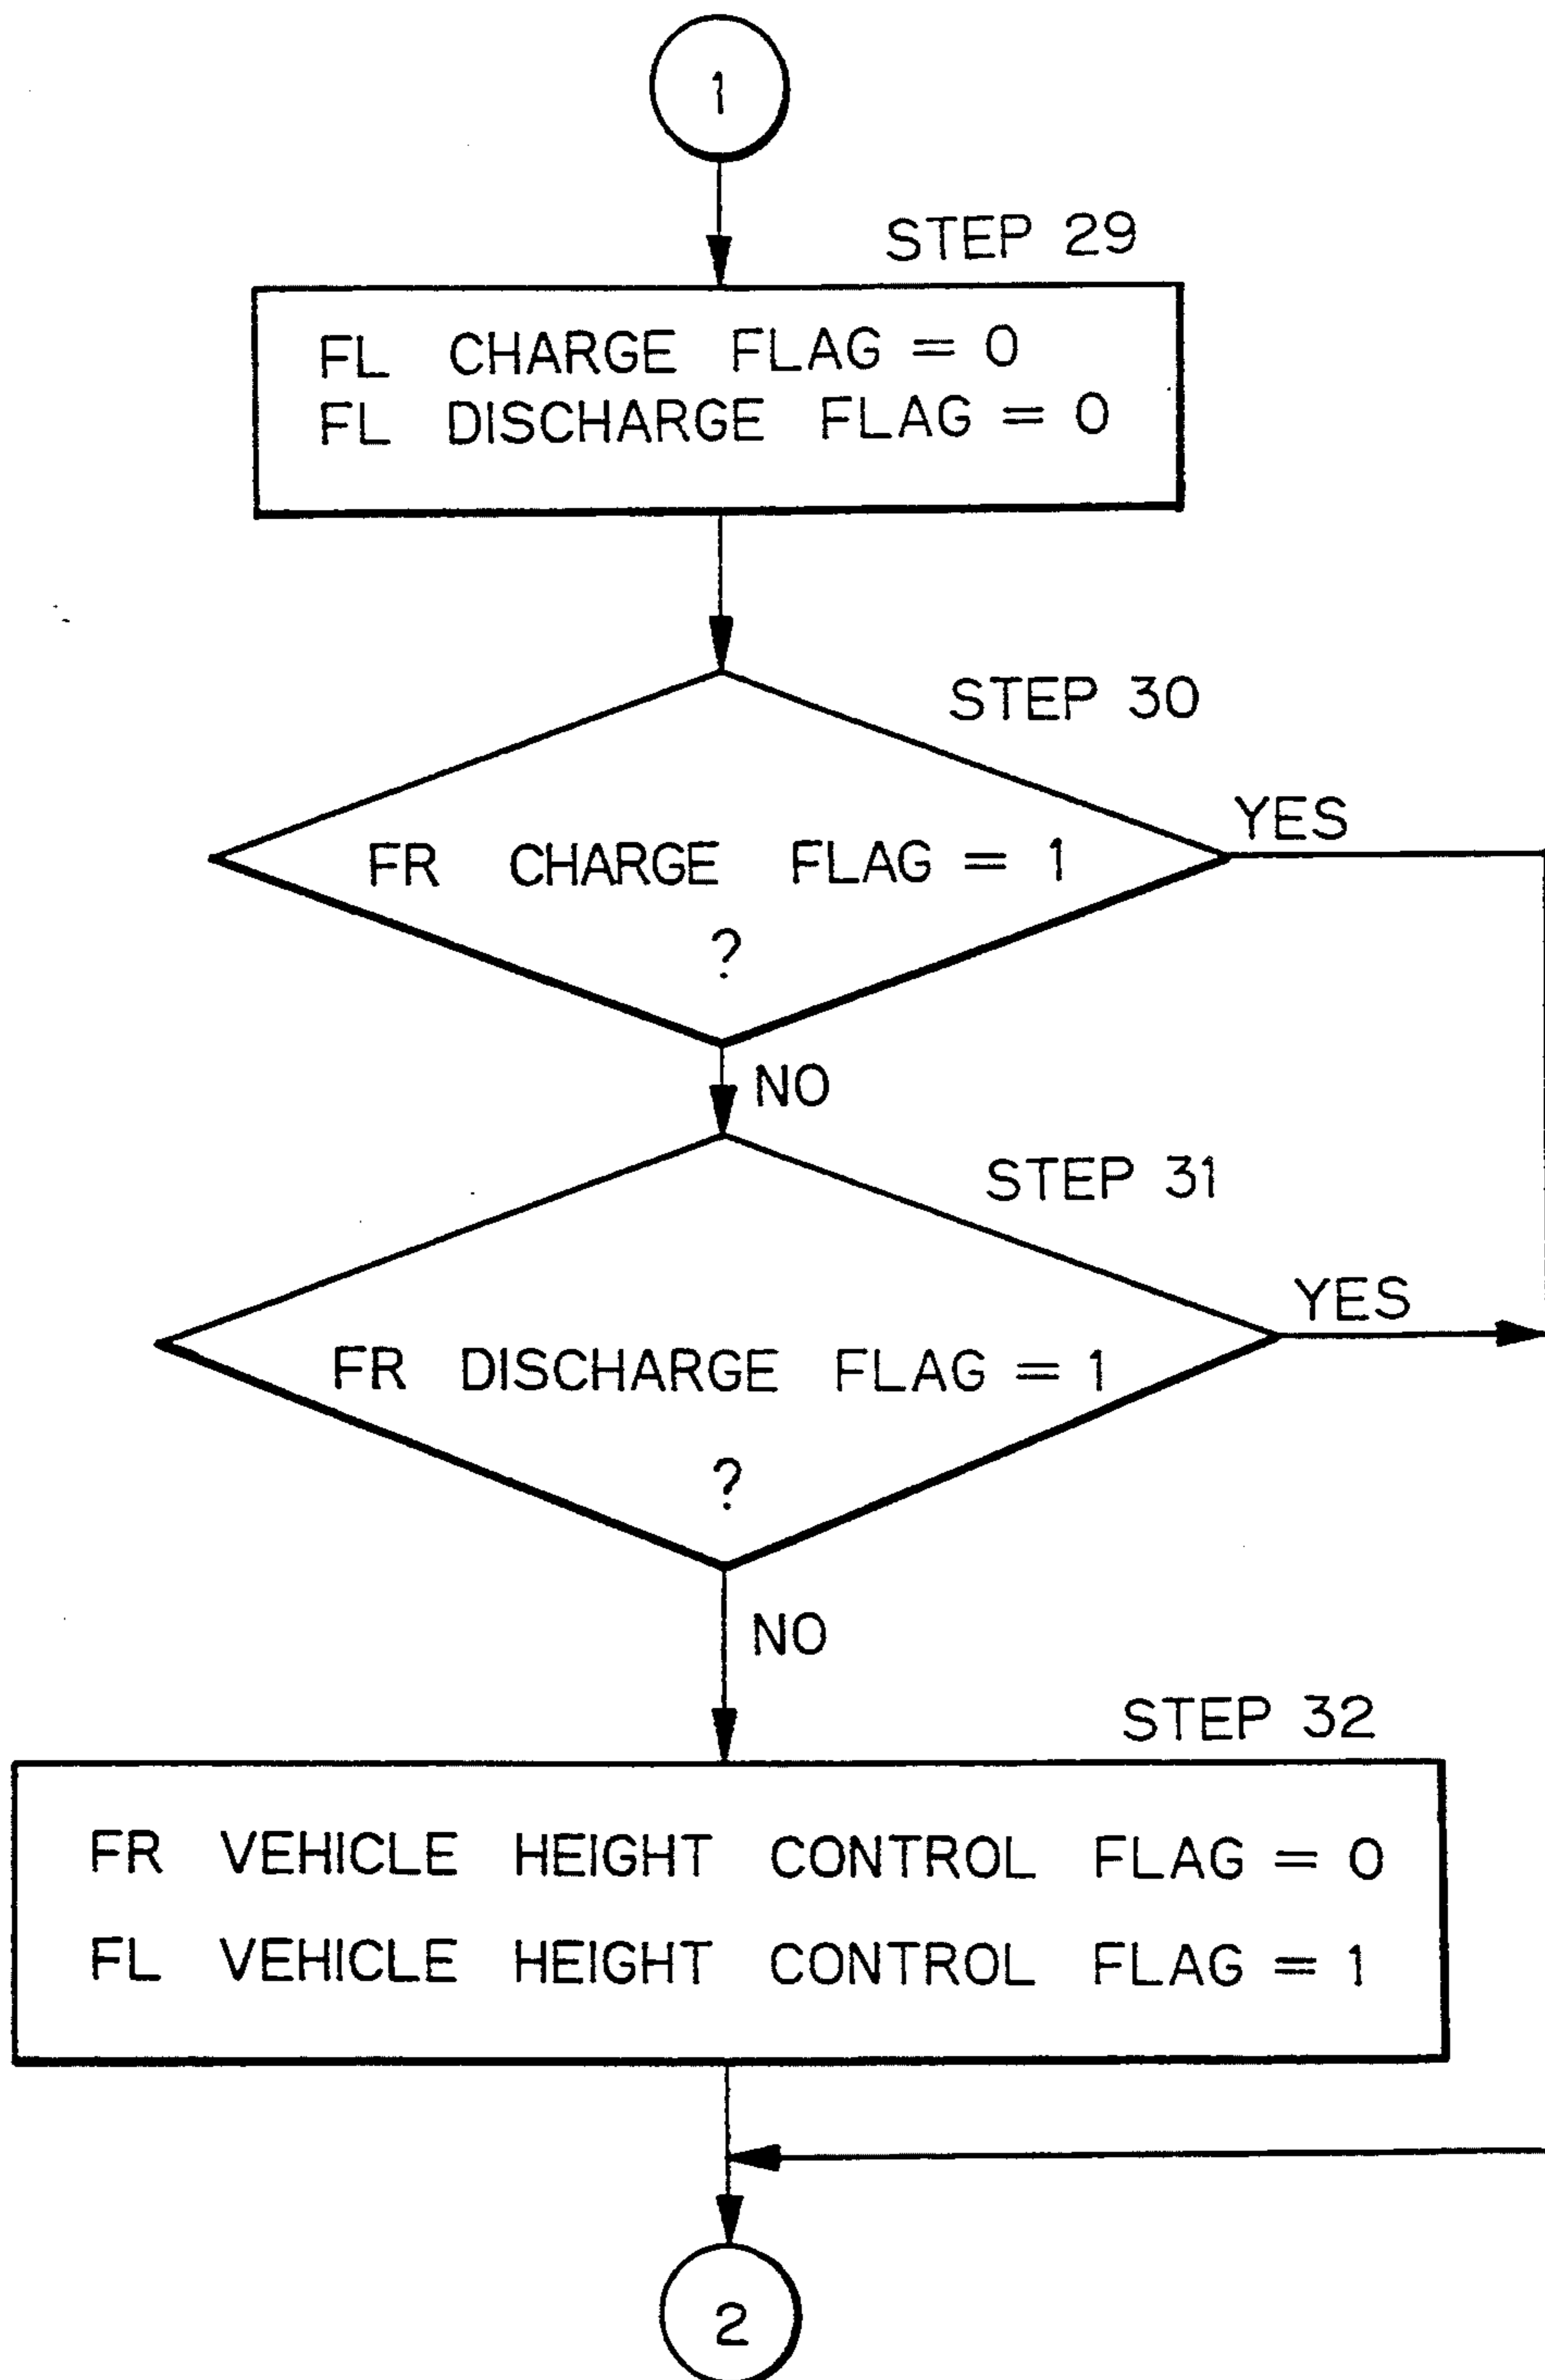 1
STEP 29
FL CHARGE FLAG = 0
FL DISCHARGE FLAG = 0
STEP 30
YES
FR CHARGE FLAG = 1
?
NO
STEP 31
YES
FR DISCHARGE FLAG = 1
?
NO
STEP 32
FR VEHICLE HEIGHT CONTROL FLAG = 0
FL VEHICLE HEIGHT CONTROL FLAG = 1
2